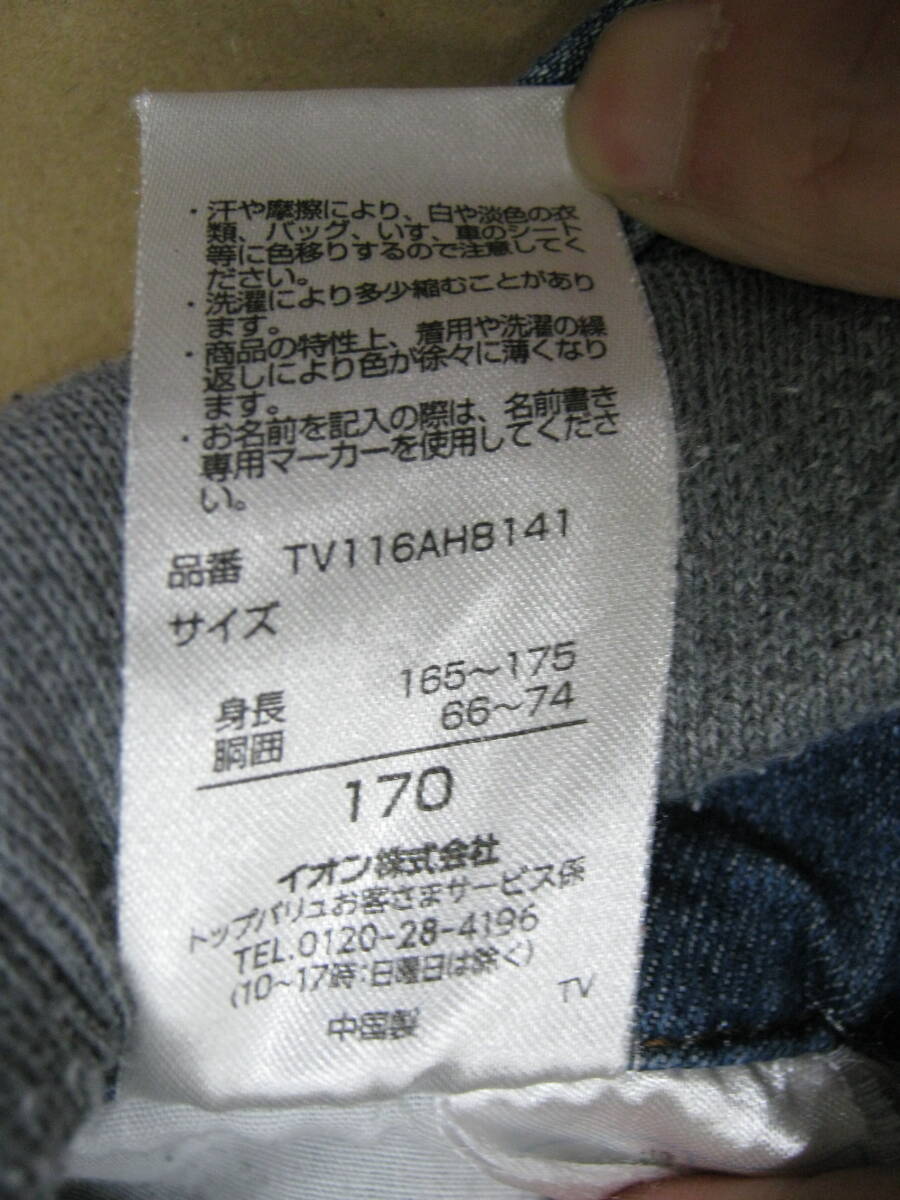 ・汗や摩擦により、白や淡色の衣
類、バッグ、いす、車のシート
等に色移りするので注意してく
ださい。
・洗濯により多少縮むことがあり
ます。
・商品の特性上、着用や洗濯の繰
返しにより色が徐々に薄くなり
ます。
・お名前を記入の際は、名前書き
専用マーカーを使用してくださ
い。
品番 TV116AH8141
サイズ
身長 165〜175
胴囲 66〜74
170
イオン株式会社
トップバリュお客さまサービス係
TEL.0120-28-4196
(10〜17時:日曜日は除く)
TV
中国製